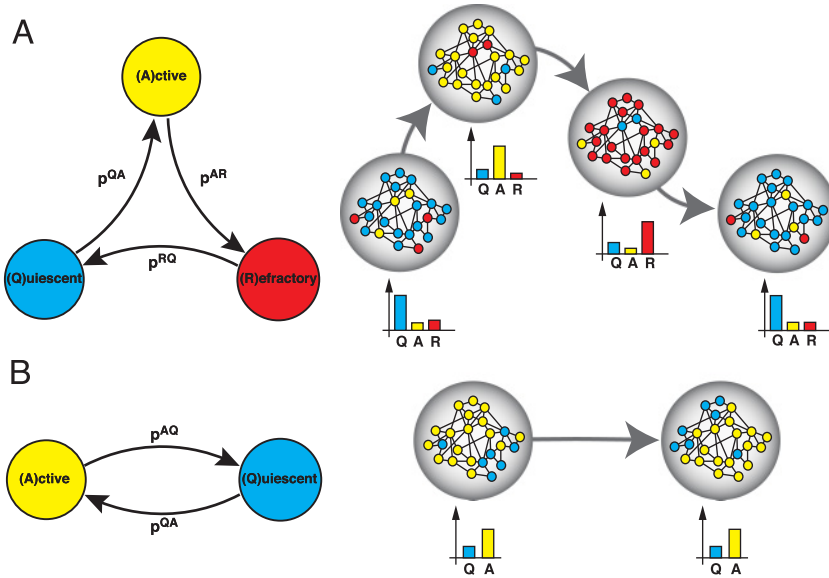 A
(A)ctive
p^QA
p^AR
(Q)uiescent
p^RQ
(R)efractory
Q A R
Q A R
Q A R
Q A R
B
(A)ctive
p^AQ
(Q)uiescent
p^QA
Q A
Q A